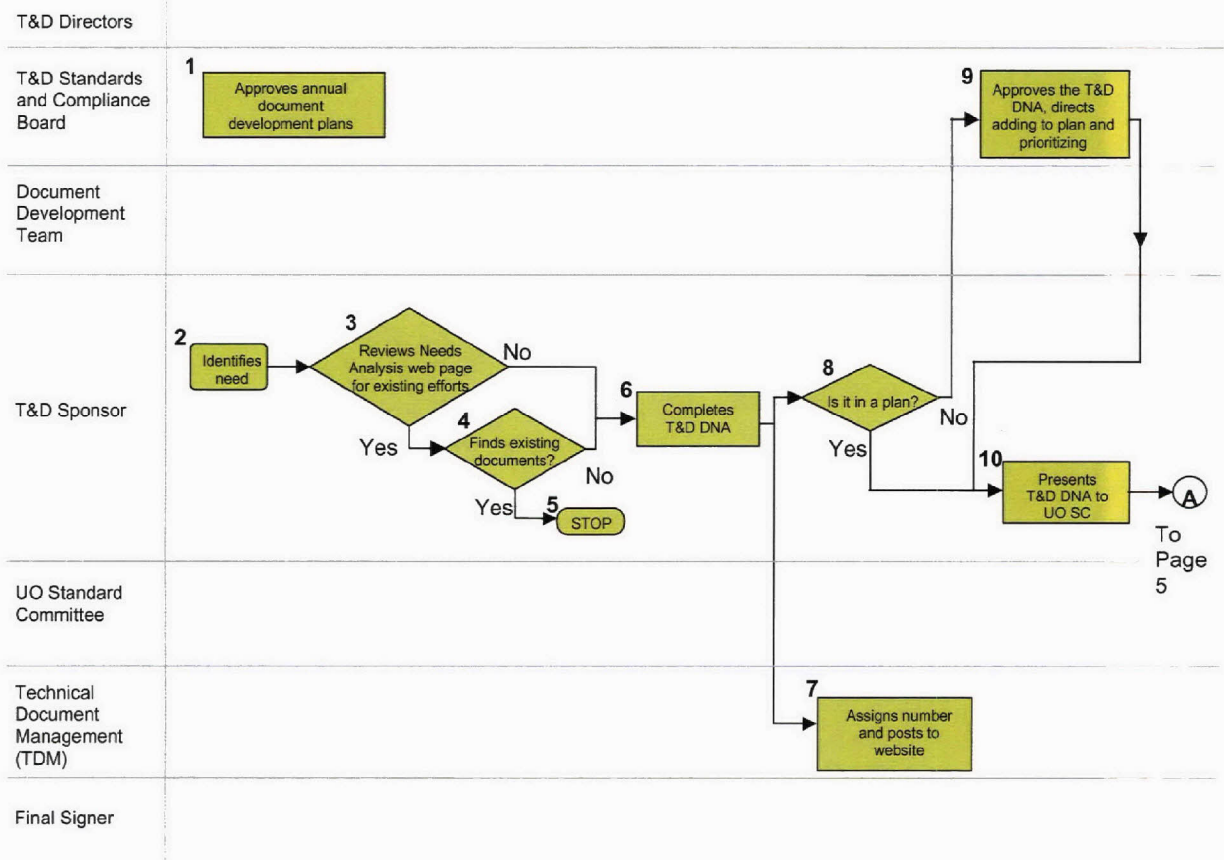 T&D Directors
T&D Standards
and Compliance
Board
1
Approves annual
document
development plans
9
Approves the T&D
DNA, directs
adding to plan and
prioritizing
Document
Development
Team
T&D Sponsor
2
Identifies
need
3
Reviews Needs
Analysis web page
for existing efforts
No
Yes
4
Finds existing
documents?
No
Yes
5
STOP
6
Completes
T&D DNA
8
Is it in a plan?
No
Yes
10
Presents
T&D DNA to
UO SC
A
To
Page
5
UO Standard
Committee
Technical
Document
Management
(TDM)
7
Assigns number
and posts to
website
Final Signer